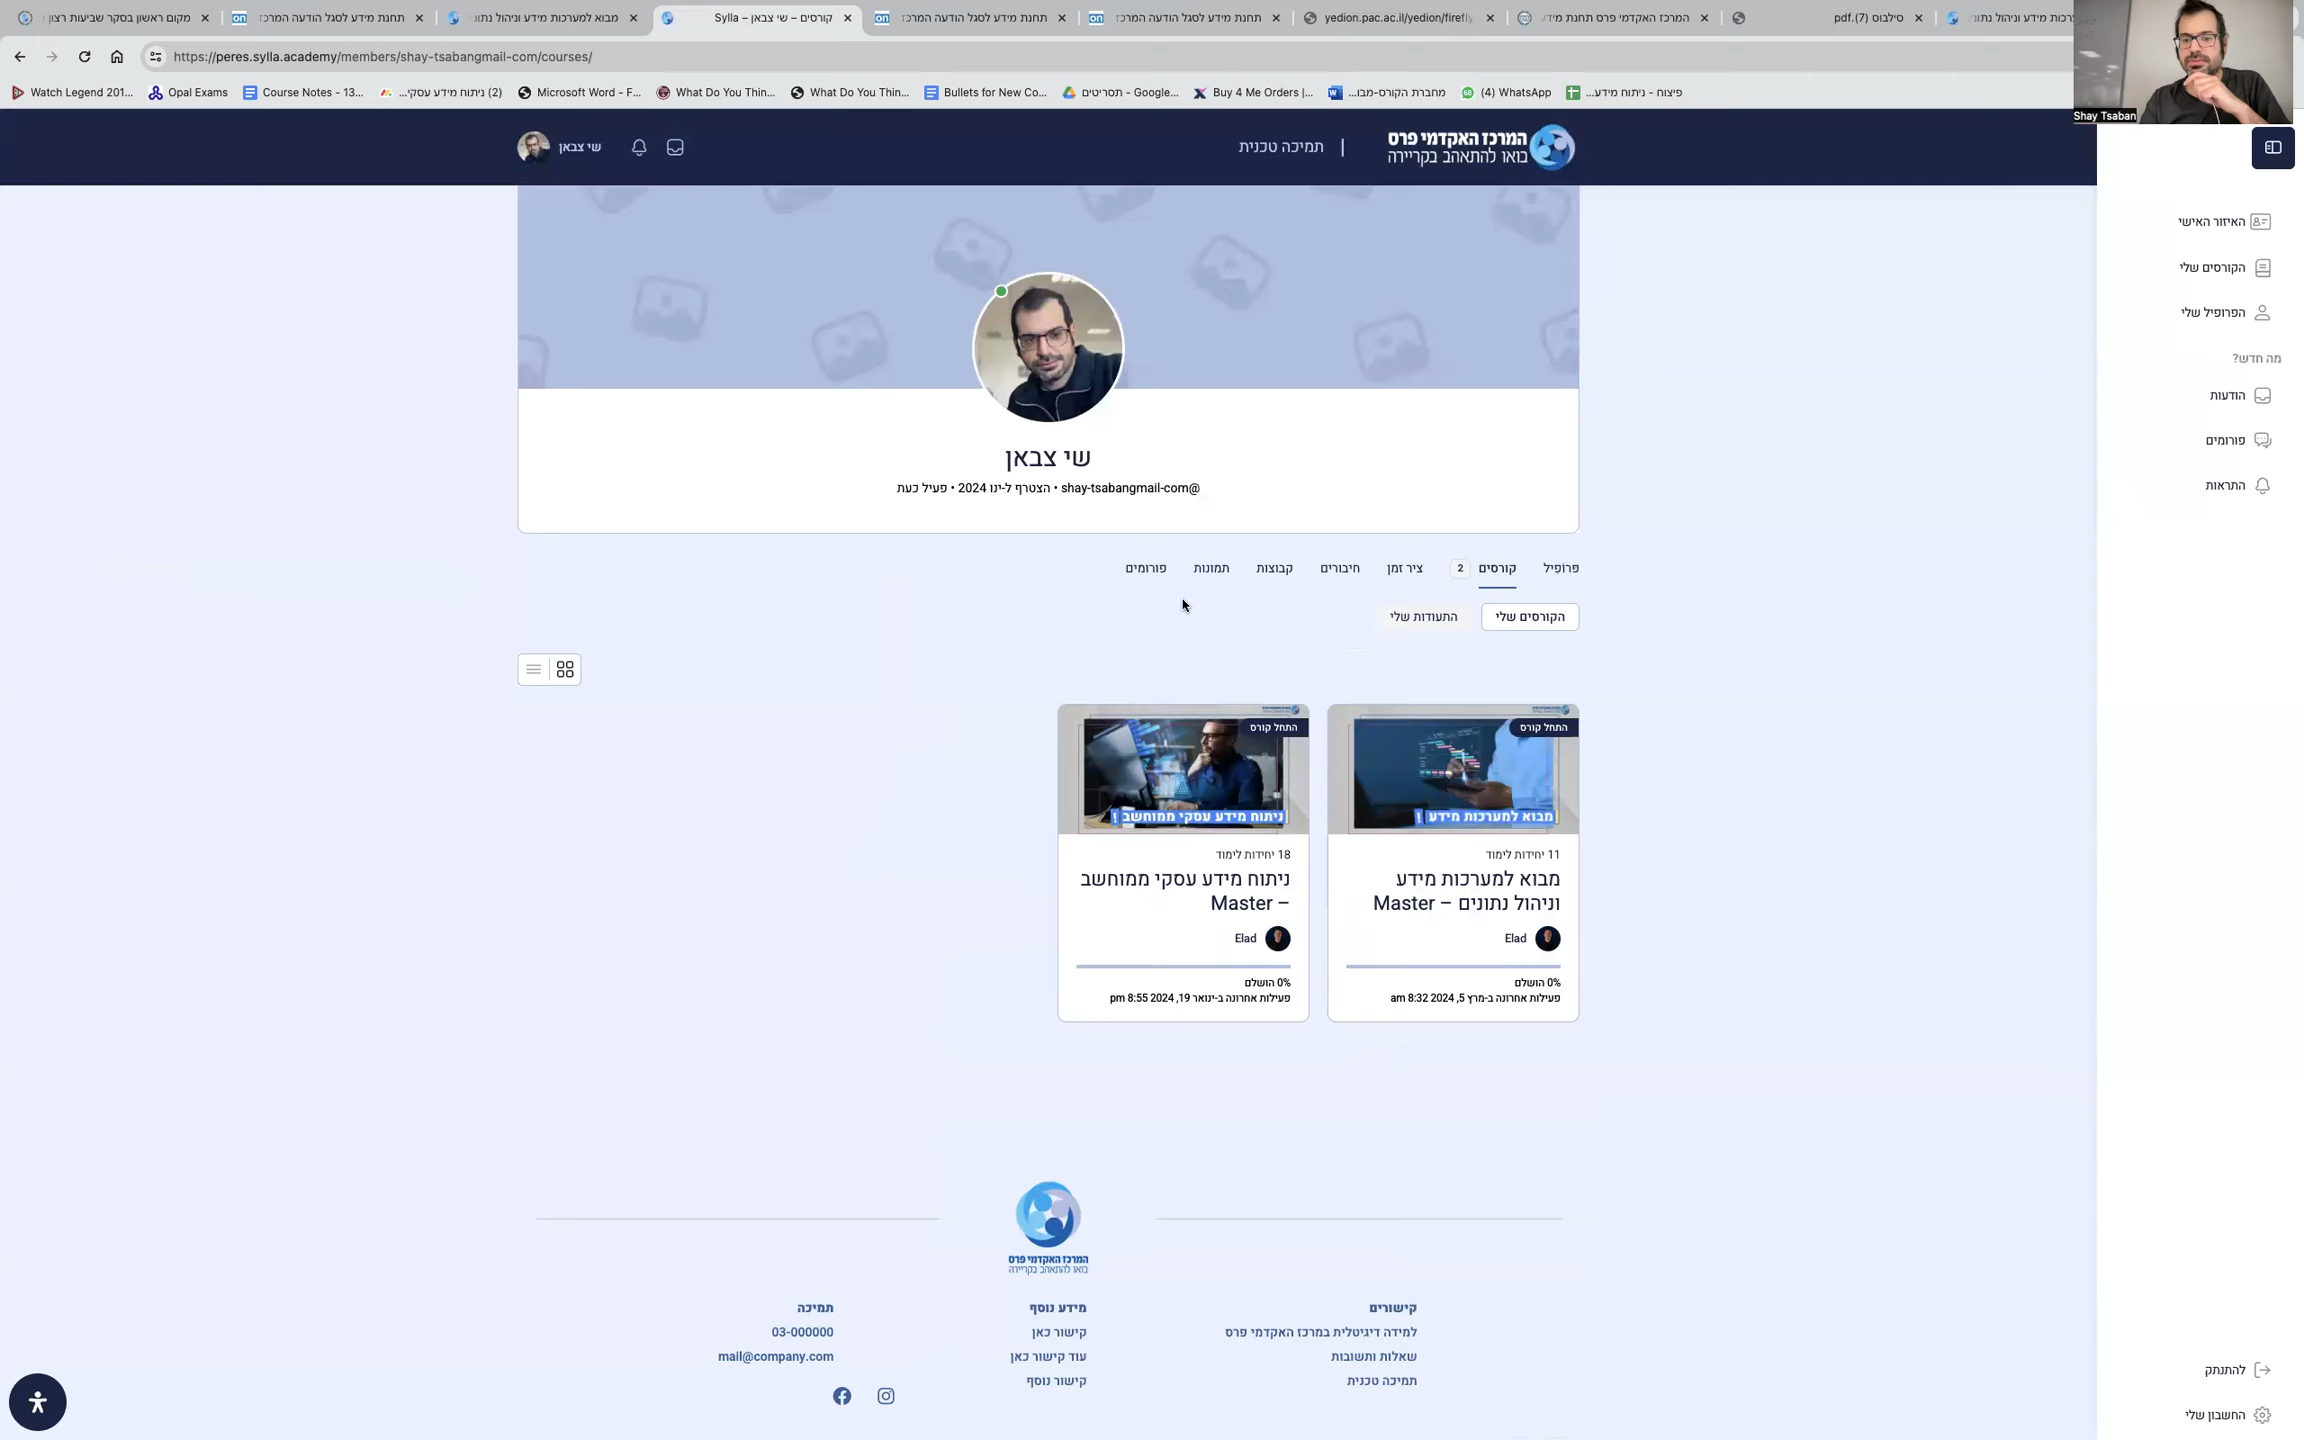 מקום ראשון בסקר שביעות רצון
תחנת מידע לסגל הודעה המרכז
מבוא למערכות מידע וניהול נתונ
קורסים – שי צבאן – Sylla
תחנת מידע לסגל הודעה המרכז
תחנת מידע לסגל הודעה המרכז
yedion.pac.ac.il/yedion/firefly
המרכז האקדמי פרס תחנת מיד
סילבוס (7).pdf
https://peres.sylla.academy/members/shay-tsabangmail-com/courses/
Watch Legend 201...
Opal Exams
Course Notes - 13...
(2) ניתוח מידע עסקי...
Microsoft Word - F...
What Do You Thin...
What Do You Thin...
Bullets for New Co...
תסריטים - Google...
Buy 4 Me Orders |...
מחברת הקורס-מבו...
(4) WhatsApp
פיצוח - ניתוח מידע...
Shay Tsaban
המרכז האקדמי פרס
בואו להתאהב בקריירה
תמיכה טכנית
שי צבאן
האיזור האישי
הקורסים שלי
הפרופיל שלי
מה חדש?
הודעות
פורומים
התראות
שי צבאן
@shay-tsabangmail-com • הצטרף ל-ינו 2024 • פעיל כעת
פרופיל
קורסים 2
ציר זמן
חיבורים
קבוצות
תמונות
פורומים
הקורסים שלי
התעודות שלי
התחל קורס
מבוא למערכות מידע
11 יחידות לימוד
מבוא למערכות מידע
וניהול נתונים – Master
Elad
0% הושלם
פעילות אחרונה ב-מרץ 5, 2024 8:32 am
התחל קורס
ניתוח מידע עסקי ממוחשב
18 יחידות לימוד
ניתוח מידע עסקי ממוחשב
– Master
Elad
0% הושלם
פעילות אחרונה ב-ינואר 19, 2024 8:55 pm
המרכז האקדמי פרס
בואו להתאהב בקריירה
קישורים
למידה דיגיטלית במרכז האקדמי פרס
שאלות ותשובות
תמיכה טכנית
מידע נוסף
קישור כאן
עוד קישור כאן
קישור נוסף
תמיכה
03-000000
mail@company.com
להתנתק
החשבון שלי